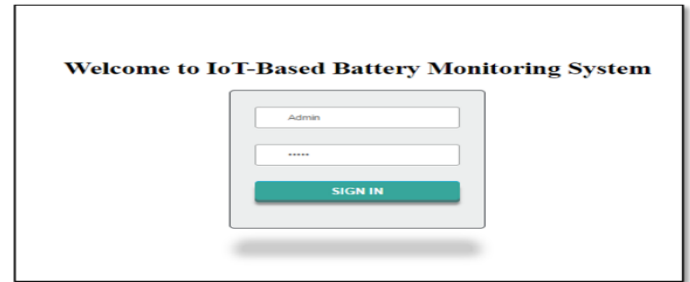 Welcome to IoT-Based Battery Monitoring System
Admin
•••••
SIGN IN